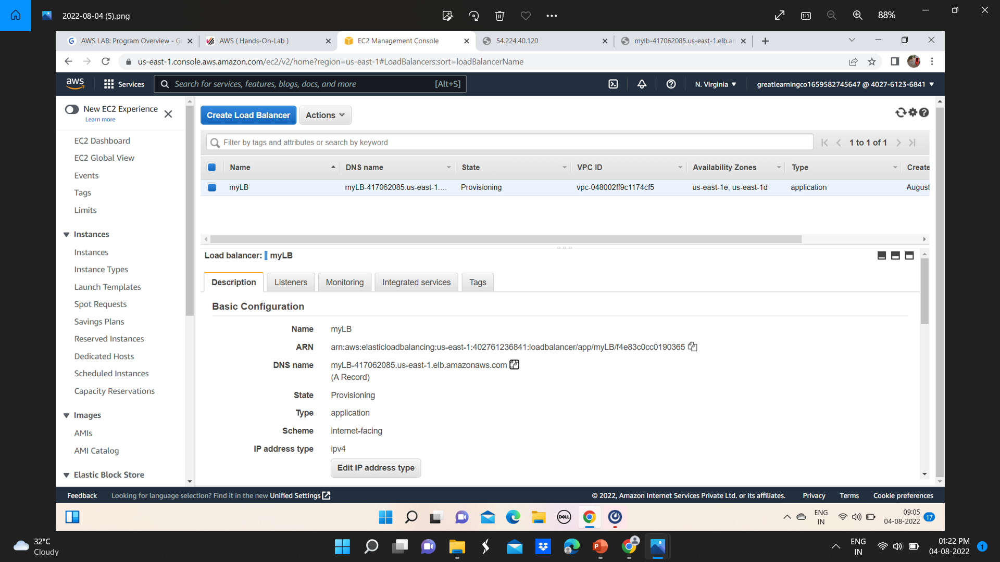 2022-08-04 (5).png
88%
AWS LAB: Program Overview - G
AWS ( Hands-On-Lab )
EC2 Management Console
54.224.40.120
mylb-417062085.us-east-1.elb.an
us-east-1.console.aws.amazon.com/ec2/v2/home?region=us-east-1#LoadBalancers:sort=loadBalancerName
aws
Services
Search for services, features, blogs, docs, and more
[Alt+S]
N. Virginia
greatlearningco1659582745647 @ 4027-6123-6841
New EC2 Experience
Learn more
EC2 Dashboard
EC2 Global View
Events
Tags
Limits
Instances
Instances
Instance Types
Launch Templates
Spot Requests
Savings Plans
Reserved Instances
Dedicated Hosts
Scheduled Instances
Capacity Reservations
Images
AMIs
AMI Catalog
Elastic Block Store
Create Load Balancer
Actions
Filter by tags and attributes or search by keyword
1 to 1 of 1
Name DNS name State VPC ID Availability Zones Type Create
myLB myLB-417062085.us-east-1.... Provisioning vpc-048002ff9c1174cf5 us-east-1e, us-east-1d application August
Load balancer: myLB
Description Listeners Monitoring Integrated services Tags
Basic Configuration
Name myLB
ARN arn:aws:elasticloadbalancing:us-east-1:402761236841:loadbalancer/app/myLB/f4e83c0cc0190365
DNS name myLB-417062085.us-east-1.elb.amazonaws.com
(A Record)
State Provisioning
Type application
Scheme internet-facing
IP address type ipv4
Edit IP address type
Feedback Looking for language selection? Find it in the new Unified Settings
© 2022, Amazon Internet Services Private Ltd. or its affiliates. Privacy Terms Cookie preferences
DELL
ENG
IN
09:05
04-08-2022
17
32°C
Cloudy
ENG
IN
01:22 PM
04-08-2022
1